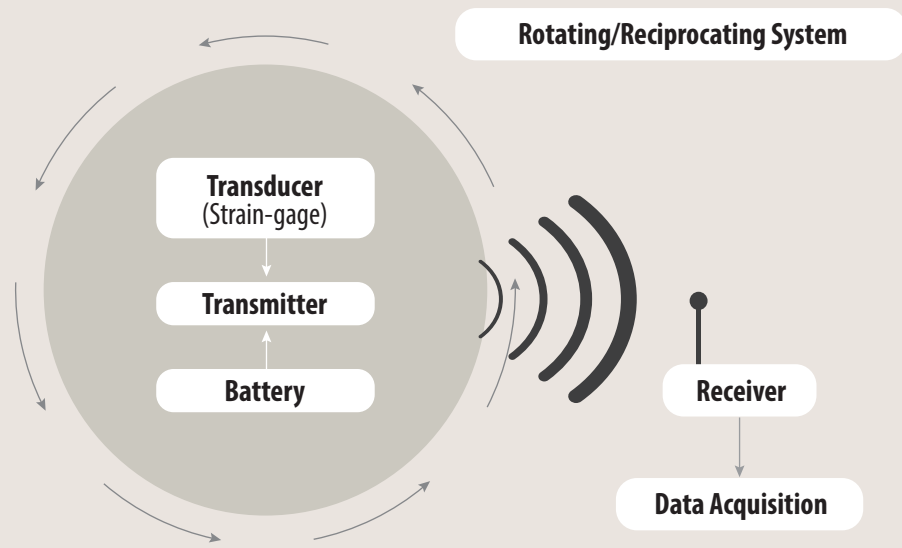 Rotating/Reciprocating System
Transducer
(Strain-gage)
Transmitter
Battery
Receiver
Data Acquisition